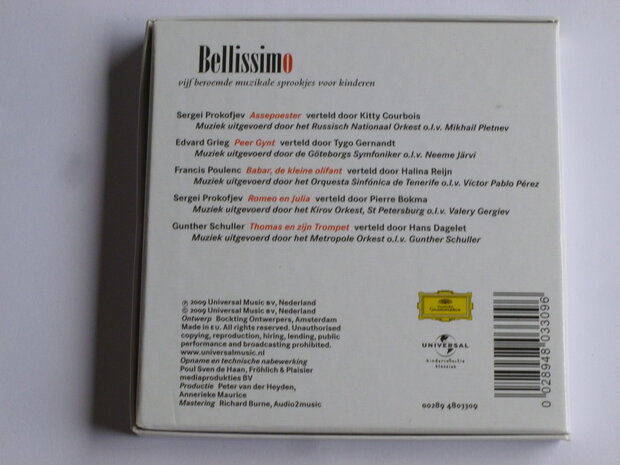 Bellissimo
vijf beroemde muzikale sprookjes voor kinderen
Sergei Prokofjev Assepoester verteld door Kitty Courbois
Muziek uitgevoerd door het Russisch Nationaal Orkest o.l.v. Mikhail Pletnev
Edvard Grieg Peer Gynt verteld door Tygo Gernandt
Muziek uitgevoerd door de Göteborgs Symfoniker o.l.v. Neeme Järvi
Francis Poulenc Babar, de kleine olifant verteld door Halina Reijn
Muziek uitgevoerd door het Orquesta Sinfónica de Tenerife o.l.v. Víctor Pablo Pérez
Sergei Prokofjev Romeo en Julia verteld door Pierre Bokma
Muziek uitgevoerd door het Kirov Orkest, St Petersburg o.l.v. Valery Gergiev
Gunther Schuller Thomas en zijn Trompet verteld door Hans Dagelet
Muziek uitgevoerd door het Metropole Orkest o.l.v. Gunther Schuller
℗ 2009 Universal Music BV, Nederland
© 2009 Universal Music BV, Nederland
Ontwerp Bockting Ontwerpers, Amsterdam
Made in EU. All rights reserved. Unauthorised
copying, reproduction, hiring, lending, public
performance and broadcasting prohibited.
www.universalmusic.nl
Opname en technische nabewerking
Poul Sven de Haan, Fröhlich & Plaisier
mediaprodukties BV
Productie Peter van der Heyden,
Annerieke Maurice
Mastering Richard Burne, Audio2music
Deutsche
Grammophon
UNIVERSAL
kindercollectie
klassiek
00289 4803309
0 028948 033096